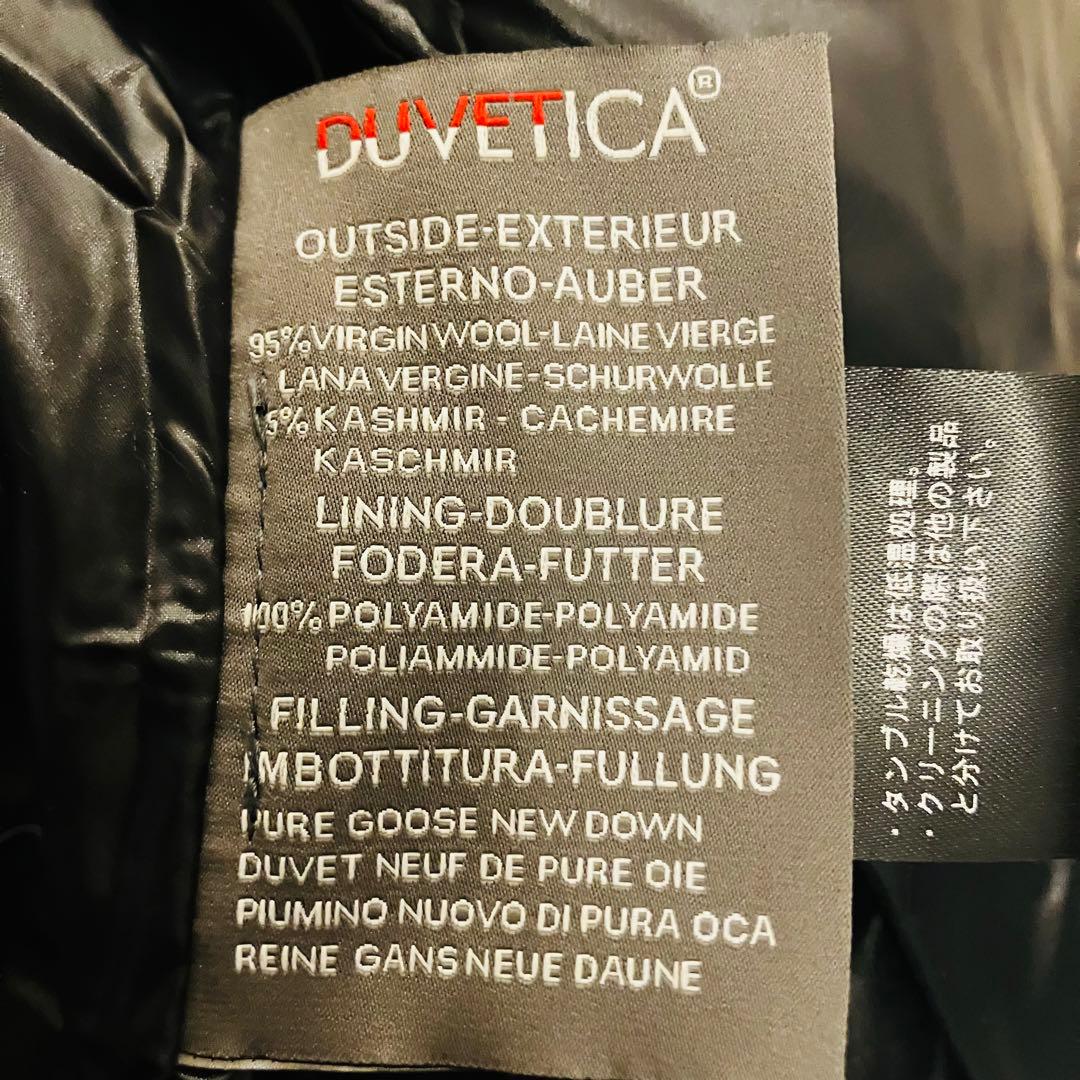 DUVETICA®
OUTSIDE-EXTERIEUR
ESTERNO-AUBER
95% VIRGIN WOOL-LAINE VIERGE
LANA VERGINE-SCHURWOLLE
5% KASHMIR - CACHEMIRE
KASCHMIR
LINING-DOUBLURE
FODERA-FUTTER
100% POLYAMIDE-POLYAMIDE
POLIAMMIDE-POLYAMID
FILLING-GARNISSAGE
IMBOTTITURA-FULLUNG
PURE GOOSE NEW DOWN
DUVET NEUF DE PURE OIE
PIUMINO NUOVO DI PURA OCA
REINE GANS NEUE DAUNE
・タンブル乾燥は低温処理。
・クリーニングの際は他の製品
と分けてお取り扱い下さい。